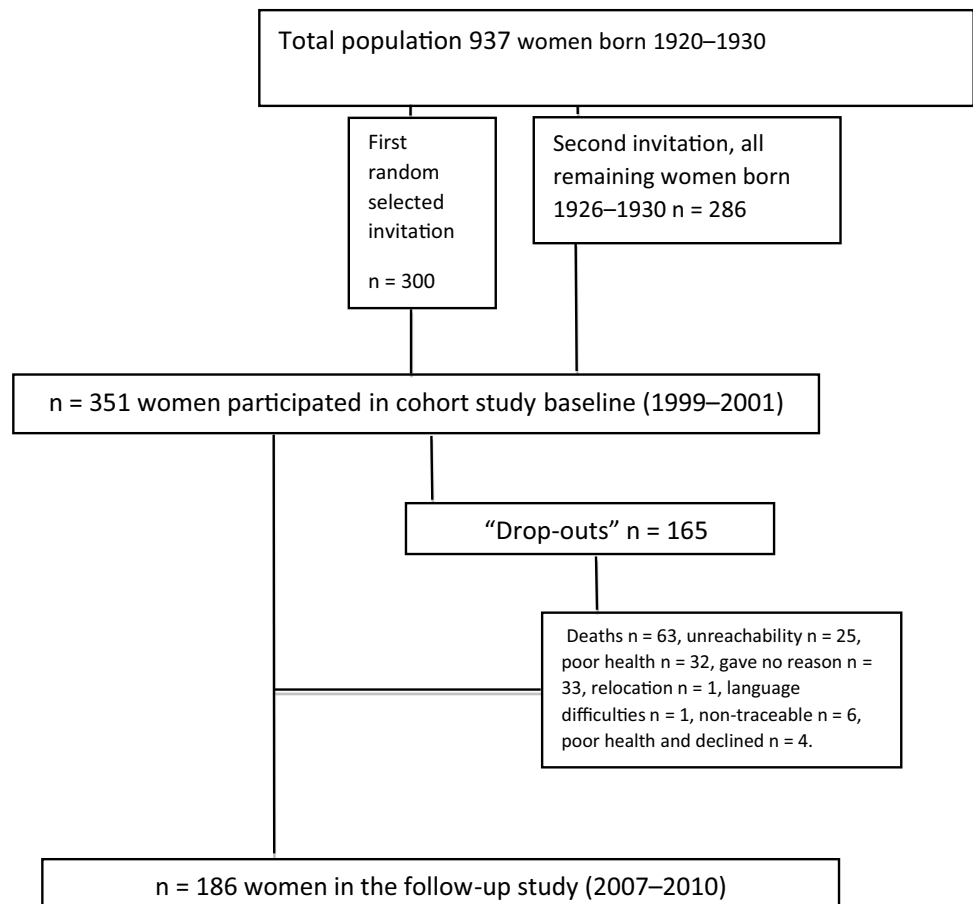 Total population 937 women born 1920–1930
First
random
selected
invitation
n = 300
Second invitation, all
remaining women born
1926–1930 n = 286
n = 351 women participated in cohort study baseline (1999–2001)
“Drop-outs” n = 165
Deaths n = 63, unreachability n = 25,
poor health n = 32, gave no reason n =
33, relocation n = 1, language
difficulties n = 1, non-traceable n = 6,
poor health and declined n = 4.
n = 186 women in the follow-up study (2007–2010)